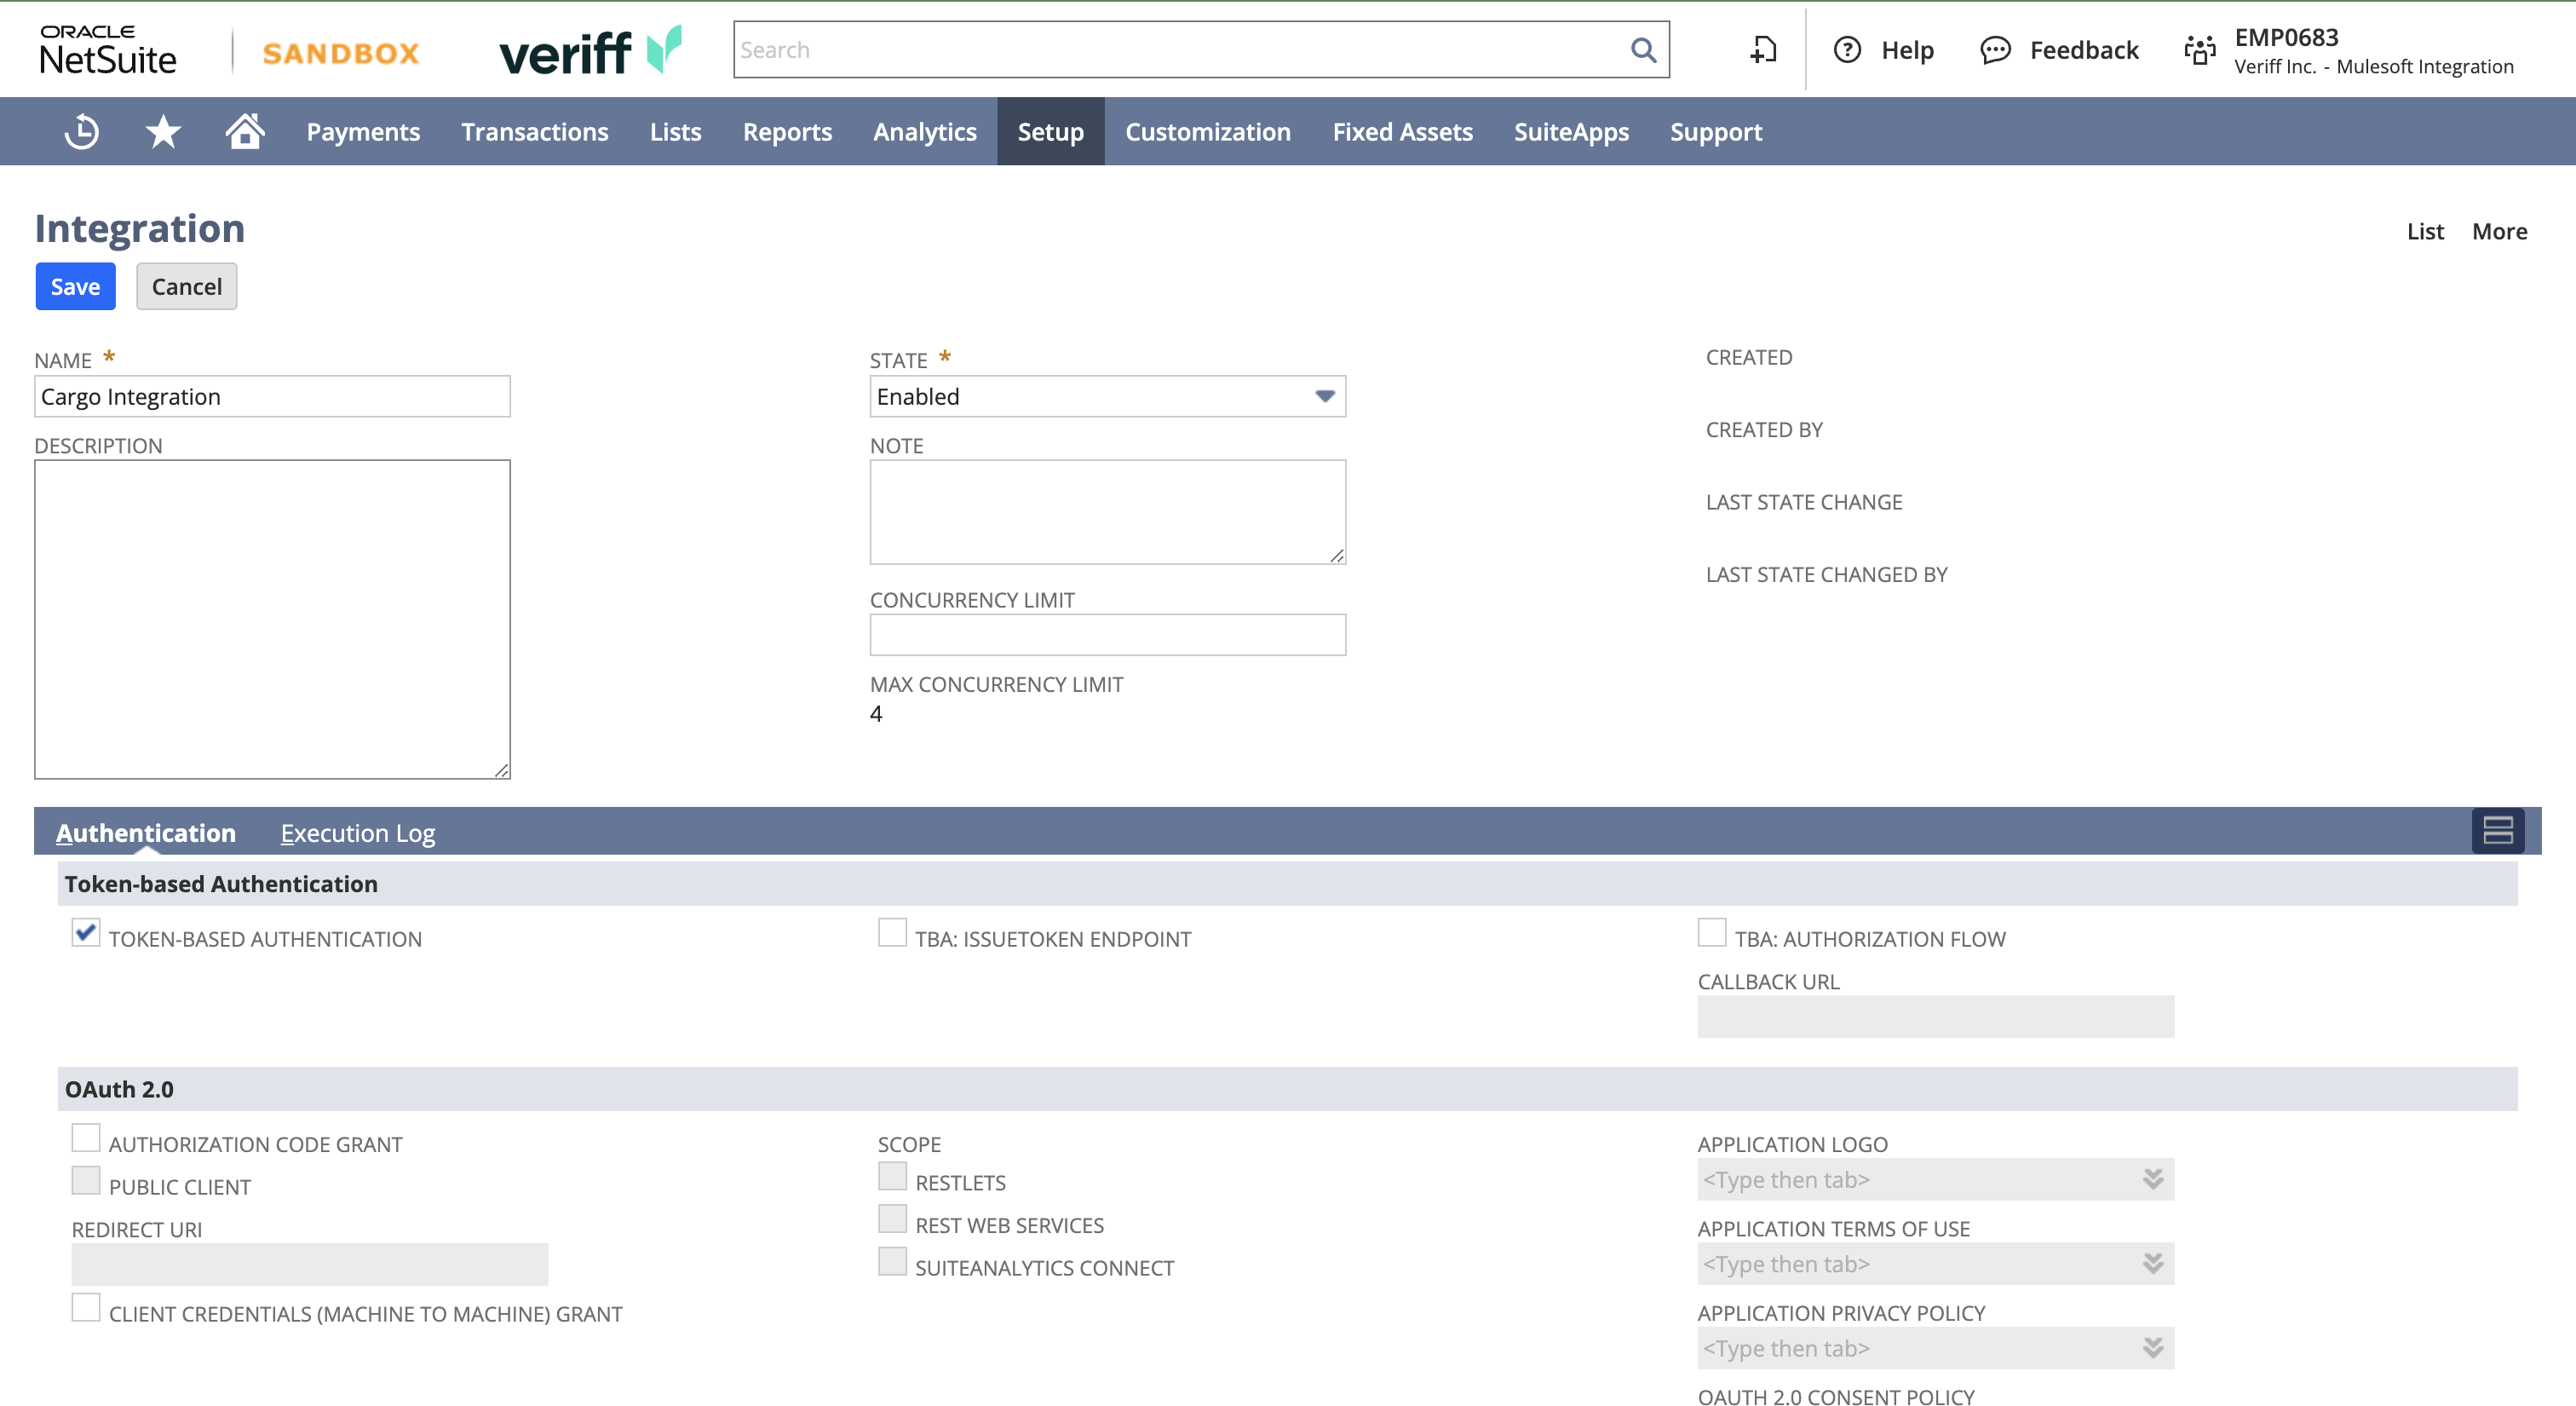 ORACLE
NetSuite
SANDBOX
veriff
Search
Help
Feedback
EMP0683
Veriff Inc. - Mulesoft Integration
Payments
Transactions
Lists
Reports
Analytics
Setup
Customization
Fixed Assets
SuiteApps
Support
Integration
List
More
Save
Cancel
NAME *
Cargo Integration
DESCRIPTION
STATE *
Enabled
NOTE
CONCURRENCY LIMIT
MAX CONCURRENCY LIMIT
4
CREATED
CREATED BY
LAST STATE CHANGE
LAST STATE CHANGED BY
Authentication
Execution Log
Token-based Authentication
TOKEN-BASED AUTHENTICATION
TBA: ISSUETOKEN ENDPOINT
TBA: AUTHORIZATION FLOW
CALLBACK URL
OAuth 2.0
AUTHORIZATION CODE GRANT
PUBLIC CLIENT
REDIRECT URI
CLIENT CREDENTIALS (MACHINE TO MACHINE) GRANT
SCOPE
RESTLETS
REST WEB SERVICES
SUITEANALYTICS CONNECT
APPLICATION LOGO
<Type then tab>
APPLICATION TERMS OF USE
<Type then tab>
APPLICATION PRIVACY POLICY
<Type then tab>
OAUTH 2.0 CONSENT POLICY